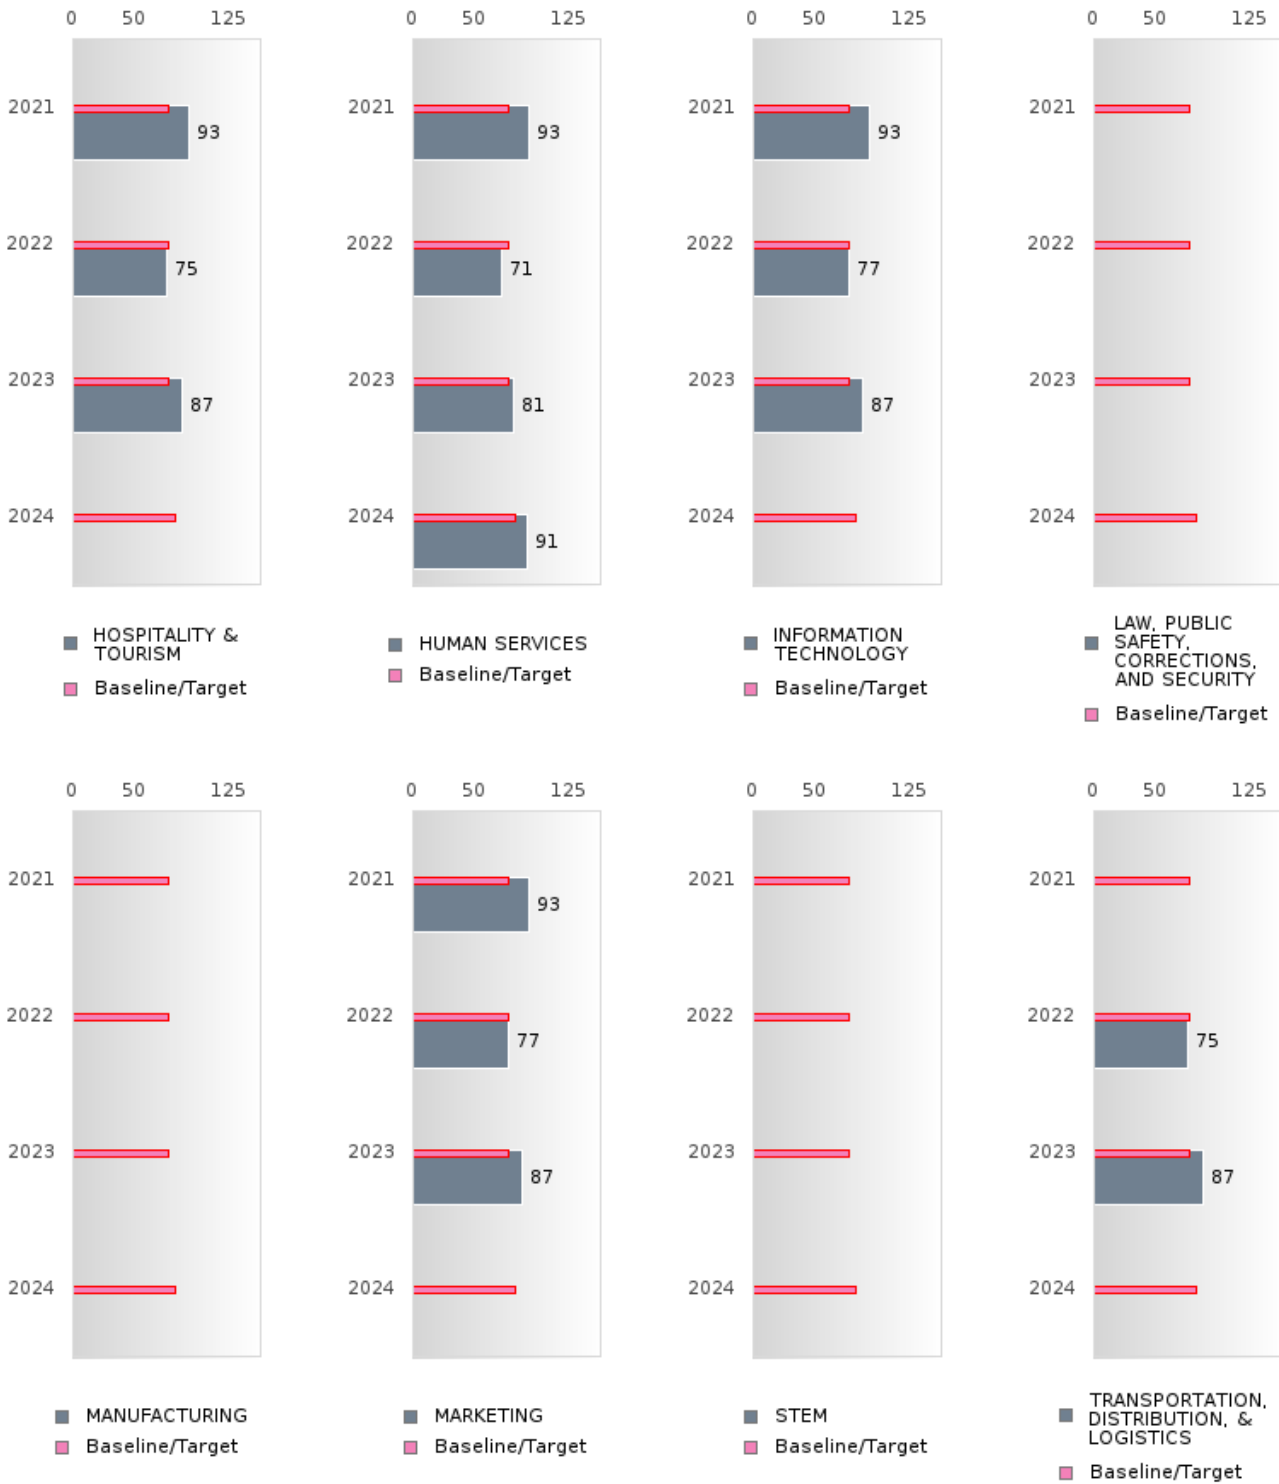 0 50 125
0 50 125
0 50 125
0 50 125
2021 93
2021 93
2021 93
2021
2022 75
2022 71
2022 77
2022
2023 87
2023 81
2023 87
2023
2024
2024 91
2024
2024
HOSPITALITY &
TOURISM
Baseline/Target
HUMAN SERVICES
Baseline/Target
INFORMATION
TECHNOLOGY
Baseline/Target
LAW, PUBLIC
SAFETY,
CORRECTIONS,
AND SECURITY
Baseline/Target
0 50 125
0 50 125
0 50 125
0 50 125
2021
2021 93
2021
2021
2022
2022 77
2022
2022 75
2023
2023 87
2023
2023 87
2024
2024
2024
2024
MANUFACTURING
Baseline/Target
MARKETING
Baseline/Target
STEM
Baseline/Target
TRANSPORTATION,
DISTRIBUTION, &
LOGISTICS
Baseline/Target